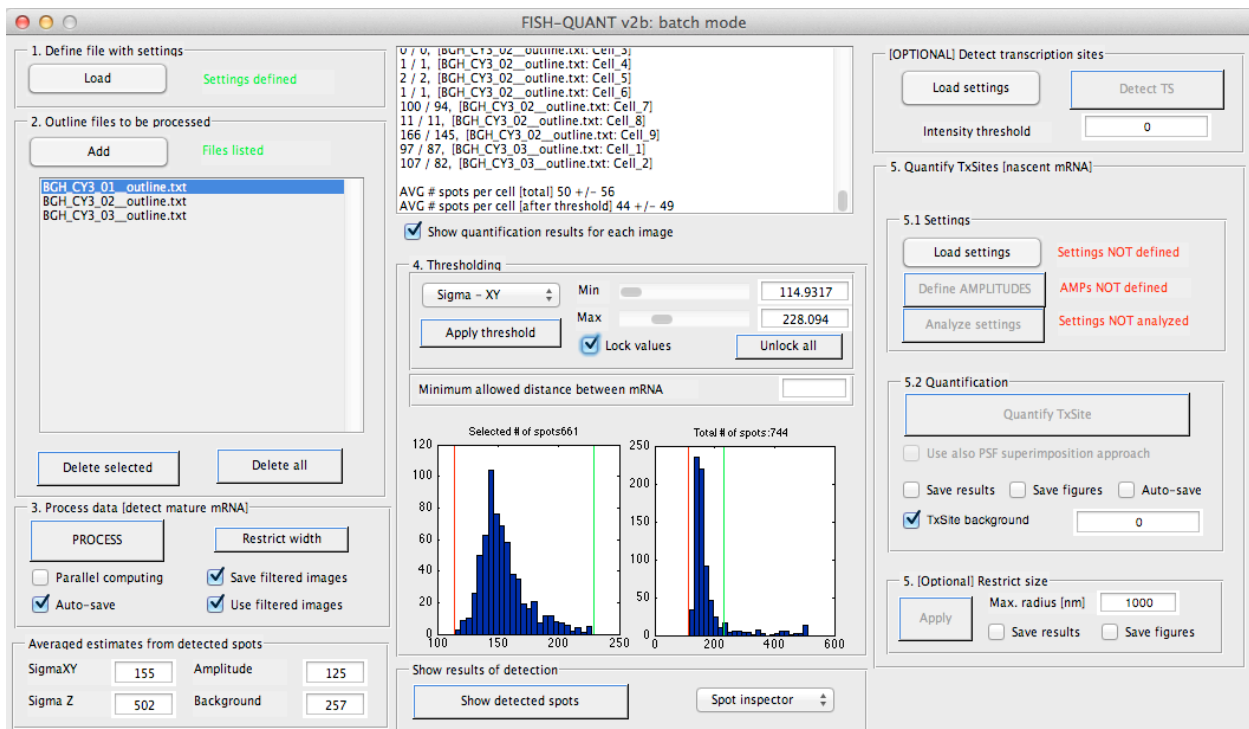 FISH-QUANT v2b: batch mode
1. Define file with settings
Load
Settings defined
2. Outline files to be processed
Add
Files listed
BGH_CY3_01__outline.txt
BGH_CY3_02__outline.txt
BGH_CY3_03__outline.txt
Delete selected
Delete all
3. Process data [detect mature mRNA]
PROCESS
Restrict width
Parallel computing
Save filtered images
Auto-save
Use filtered images
Averaged estimates from detected spots
SigmaXY 155 Amplitude 125
Sigma Z 502 Background 257
0 / 0, [BGH_CY3_02__outline.txt: Cell_3]
1 / 1, [BGH_CY3_02__outline.txt: Cell_4]
2 / 2, [BGH_CY3_02__outline.txt: Cell_5]
1 / 1, [BGH_CY3_02__outline.txt: Cell_6]
100 / 94, [BGH_CY3_02__outline.txt: Cell_7]
11 / 11, [BGH_CY3_02__outline.txt: Cell_8]
166 / 145, [BGH_CY3_02__outline.txt: Cell_9]
97 / 87, [BGH_CY3_03__outline.txt: Cell_1]
107 / 82, [BGH_CY3_03__outline.txt: Cell_2]
AVG # spots per cell [total] 50 +/- 56
AVG # spots per cell [after threshold] 44 +/- 49
Show quantification results for each image
4. Thresholding
Sigma - XY
Min 114.9317
Max 228.094
Apply threshold
Lock values
Unlock all
Minimum allowed distance between mRNA
Selected # of spots661
120
100
80
60
40
20
0
100 150 200 250
Total # of spots:744
250
200
150
100
50
0
0 200 400 600
Show results of detection
Show detected spots
Spot inspector
[OPTIONAL] Detect transcription sites
Load settings
Detect TS
Intensity threshold 0
5. Quantify TxSites [nascent mRNA]
5.1 Settings
Load settings
Settings NOT defined
Define AMPLITUDES
AMPs NOT defined
Analyze settings
Settings NOT analyzed
5.2 Quantification
Quantify TxSite
Use also PSF superimposition approach
Save results
Save figures
Auto-save
TxSite background 0
5. [Optional] Restrict size
Apply
Max. radius [nm] 1000
Save results
Save figures